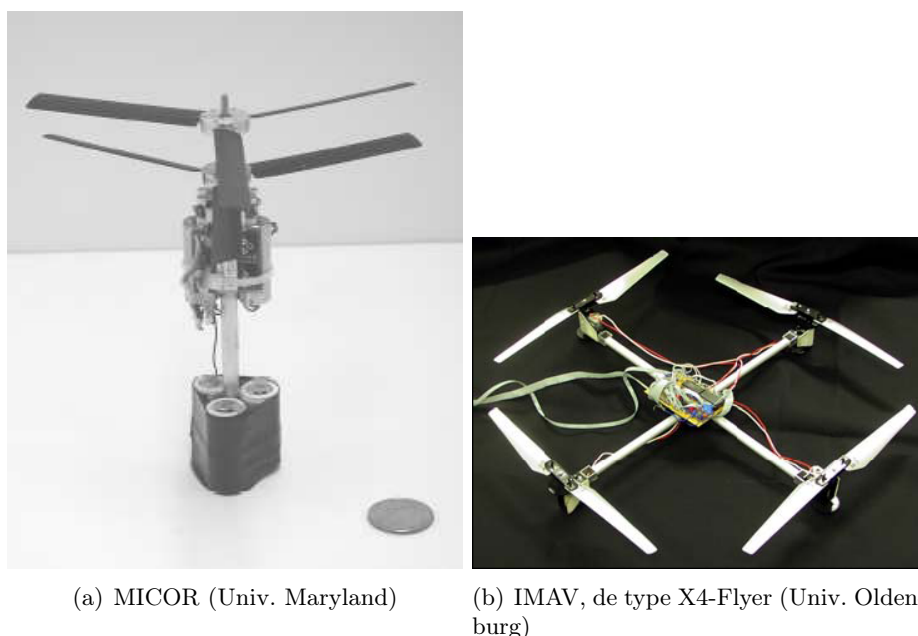 (a) MICOR (Univ. Maryland)
(b) IMAV, de type X4-Flyer (Univ. Olden
burg)